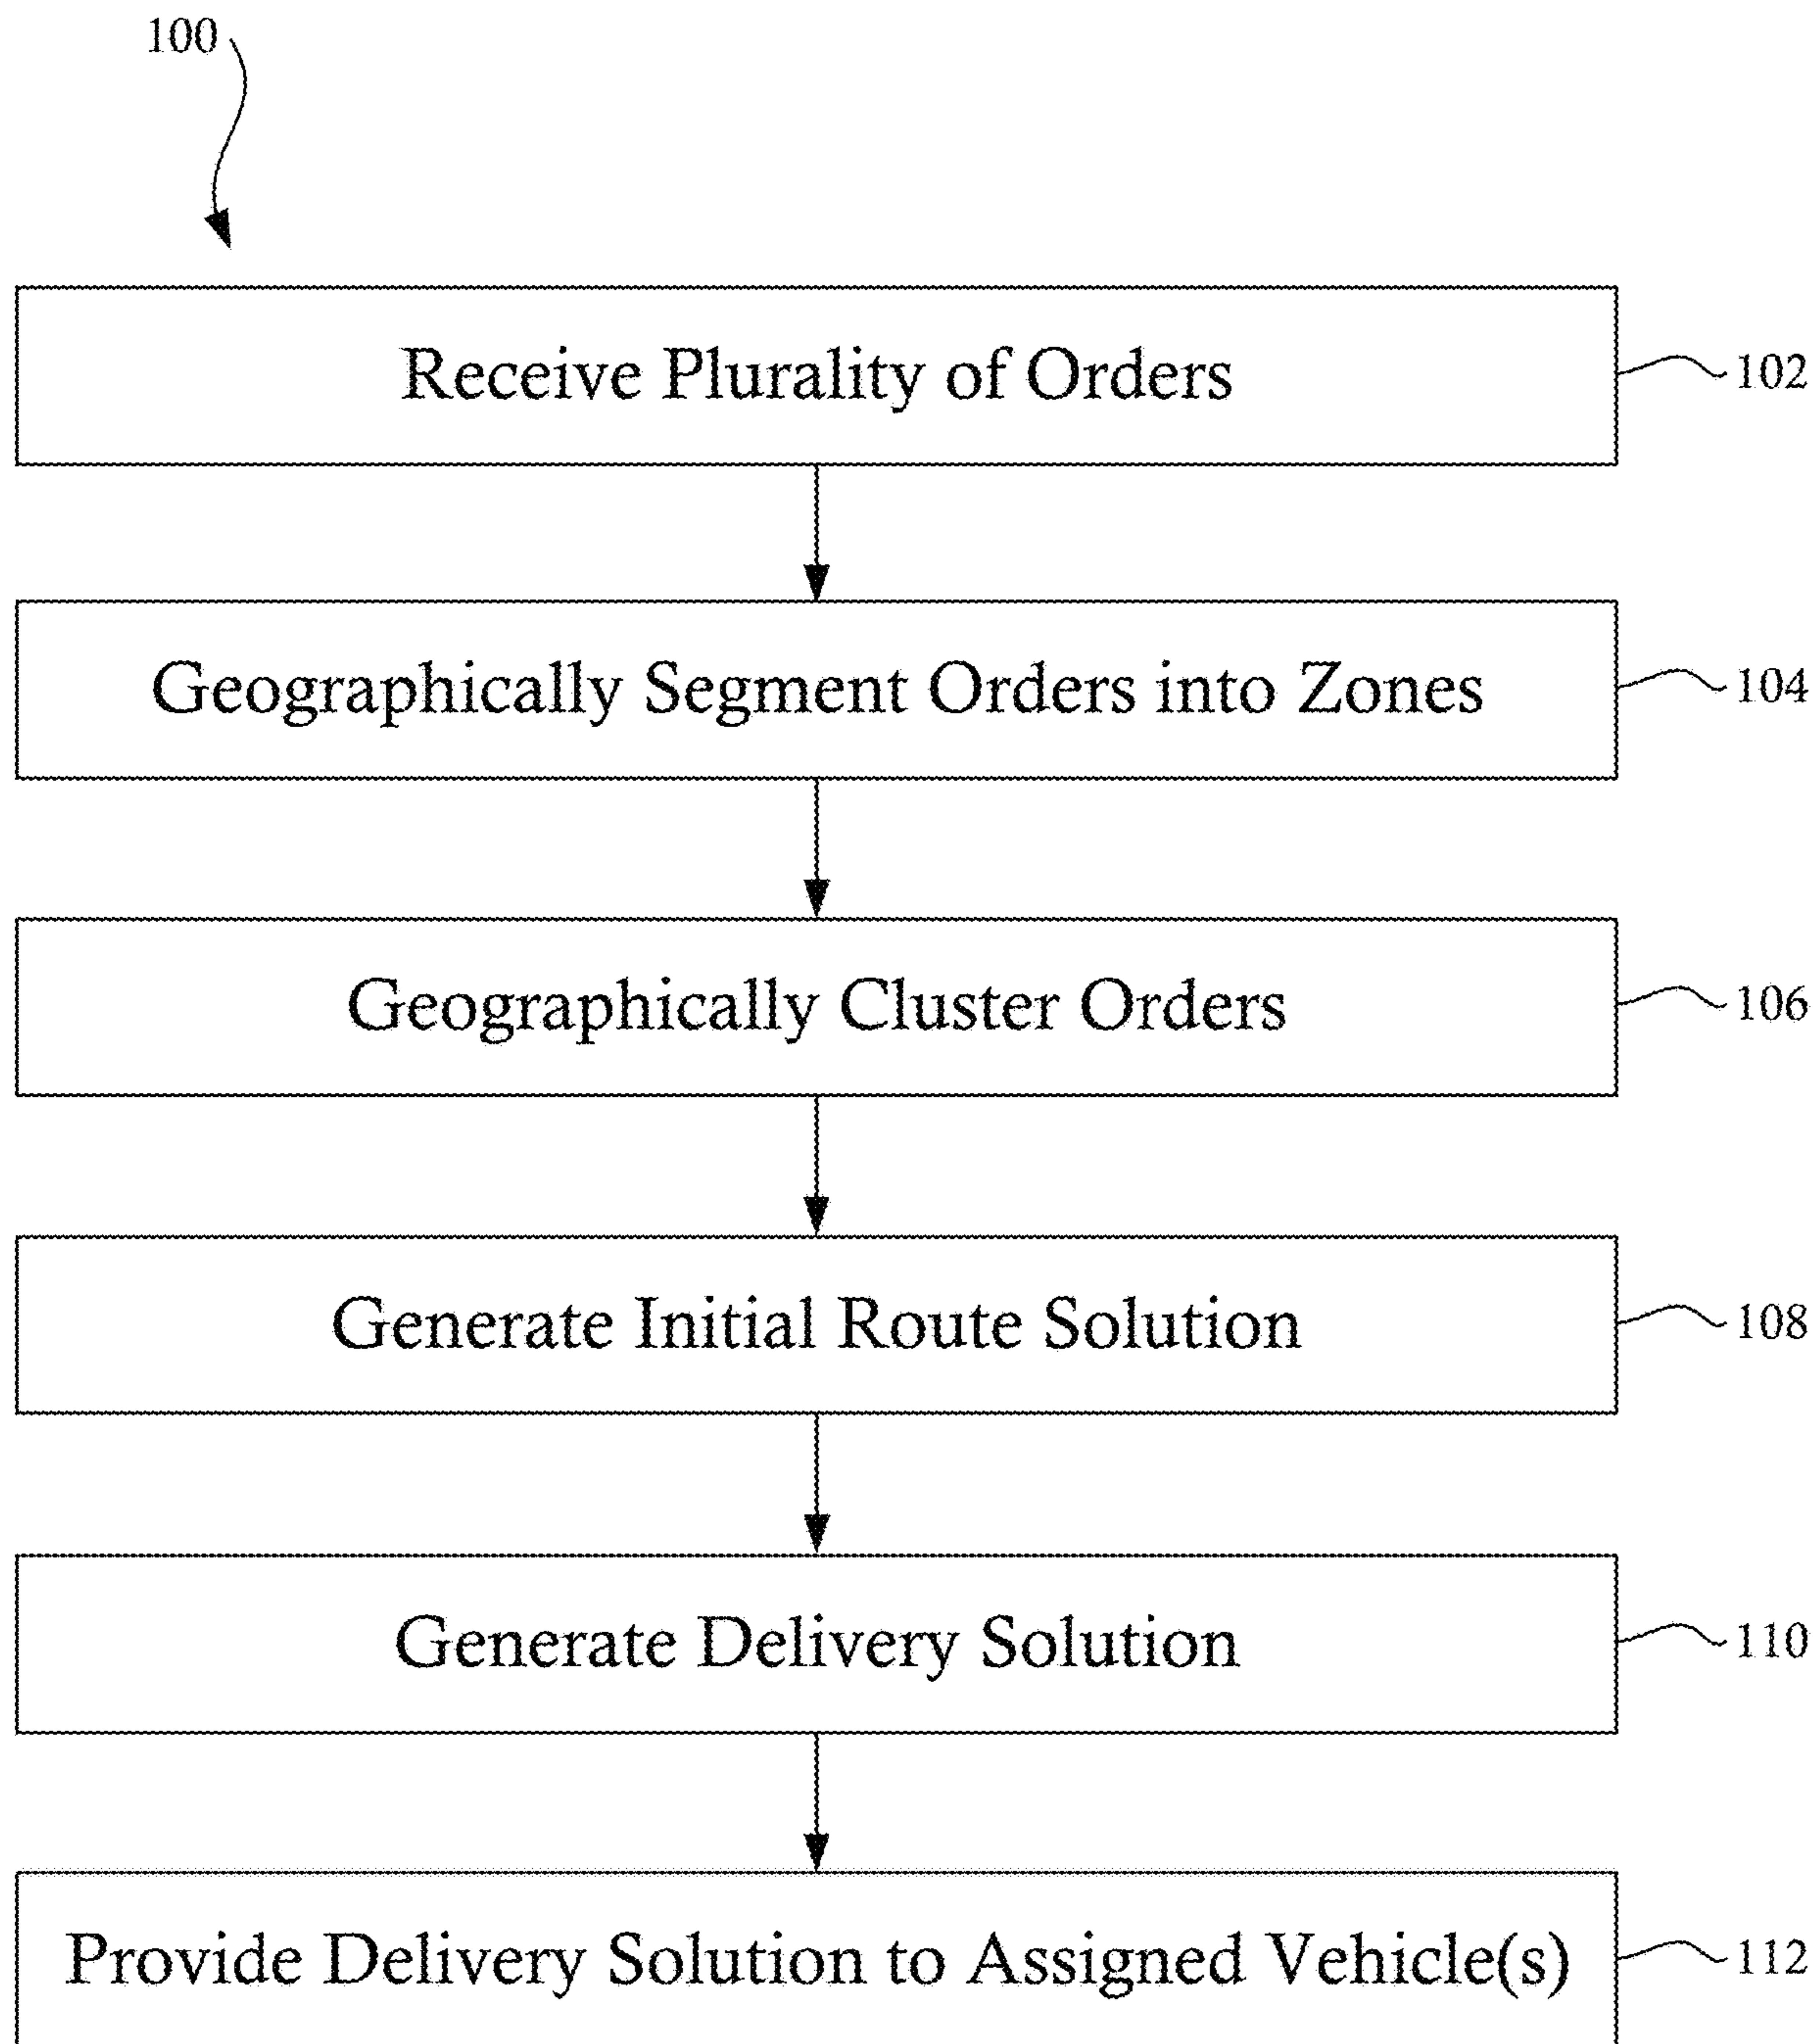 100
Receive Plurality of Orders
102
Geographically Segment Orders into Zones
104
Geographically Cluster Orders
106
Generate Initial Route Solution
108
Generate Delivery Solution
110
Provide Delivery Solution to Assigned Vehicle(s)
112